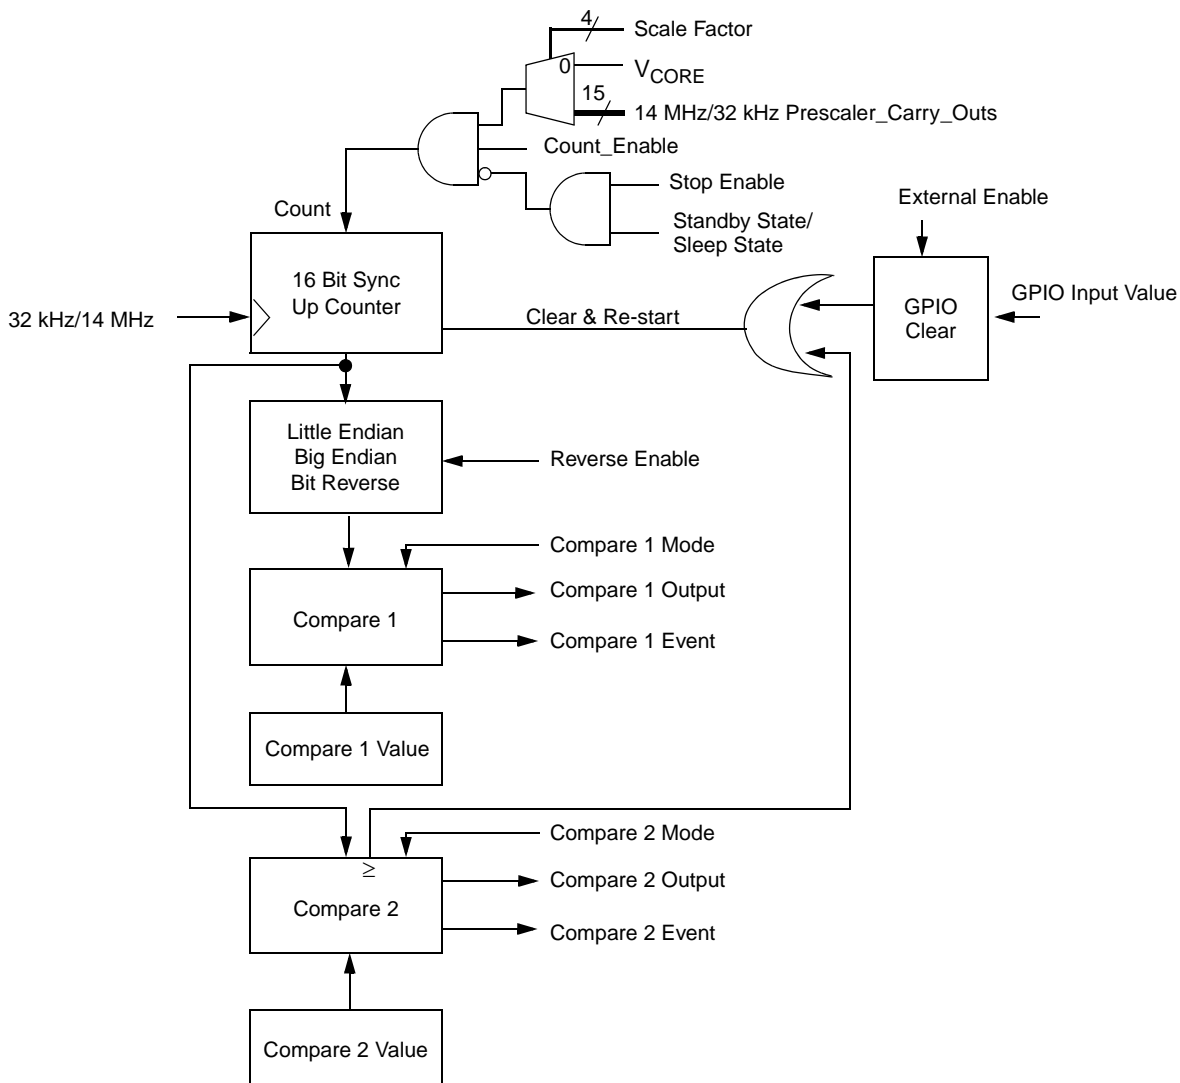 4
Scale Factor
0
VCORE
15
14 MHz/32 kHz Prescaler_Carry_Outs
Count_Enable
Stop Enable
Standby State/
Sleep State
External Enable
Count
16 Bit Sync
Up Counter
32 kHz/14 MHz
Clear & Re-start
GPIO
Clear
GPIO Input Value
Little Endian
Big Endian
Bit Reverse
Reverse Enable
Compare 1 Mode
Compare 1 Output
Compare 1
Compare 1 Event
Compare 1 Value
Compare 2 Mode
≥
Compare 2 Output
Compare 2
Compare 2 Event
Compare 2 Value